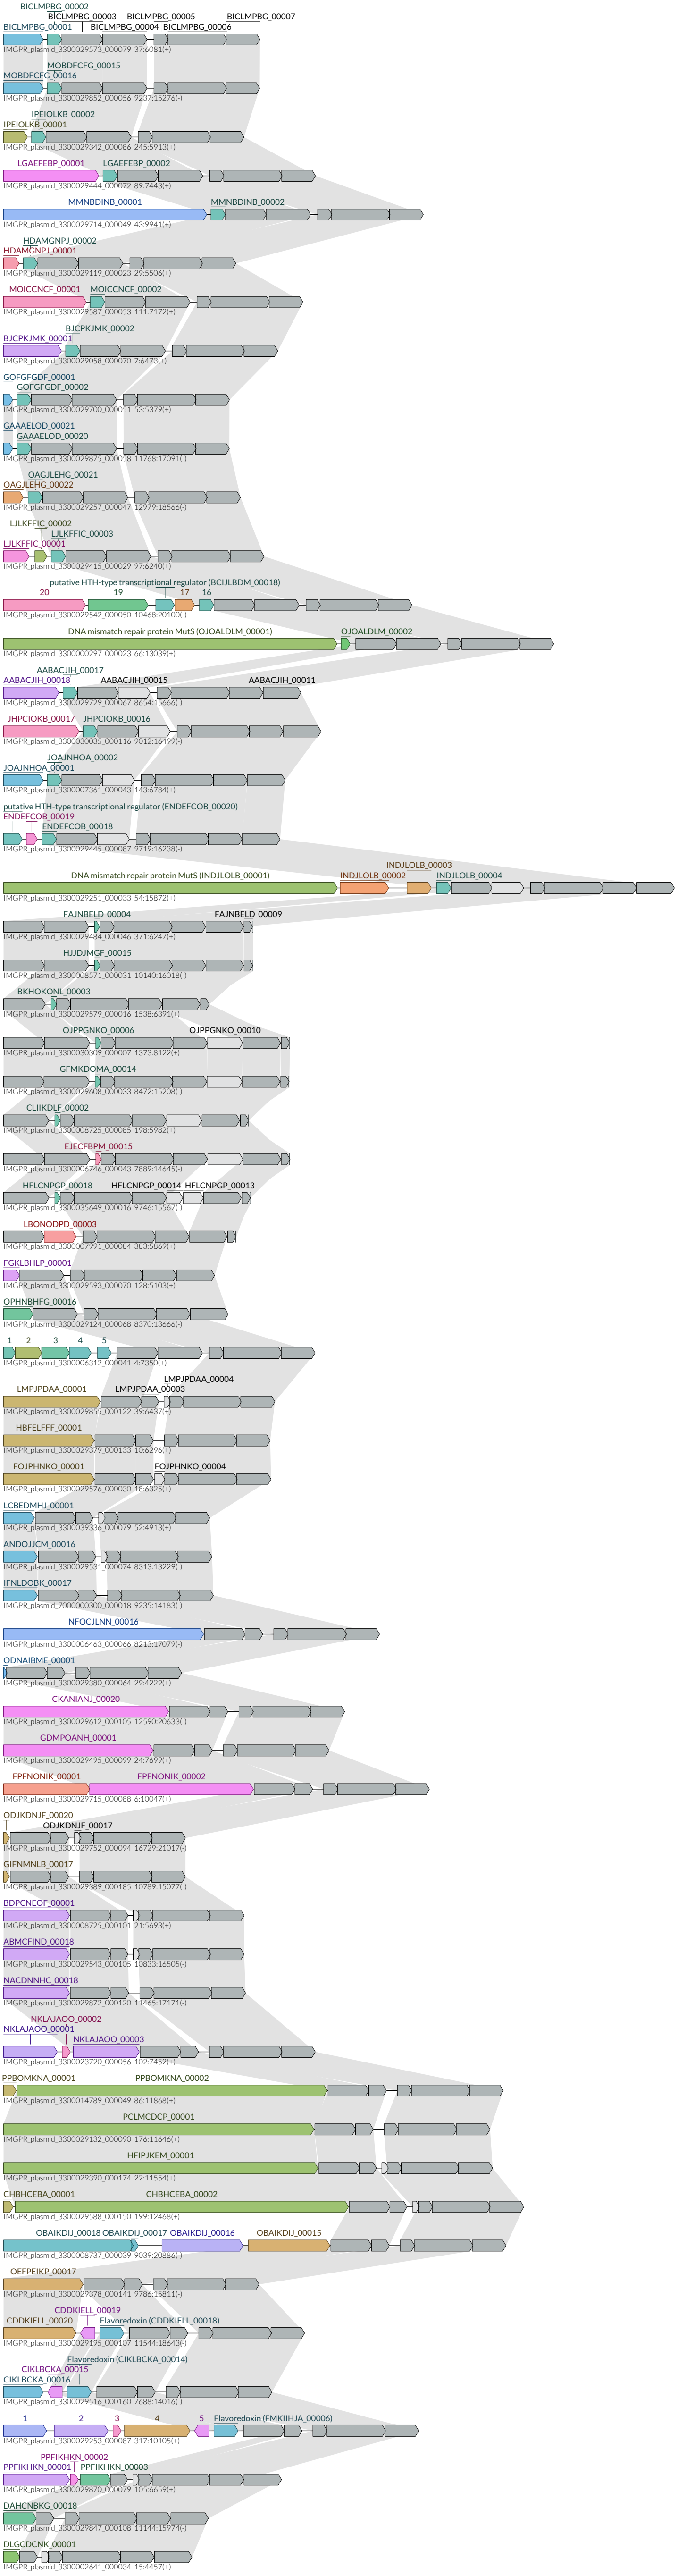 BICLMPBG_00002
BICLMPBG_00003 BICLMPBG_00005 BICLMPBG_00007
BICLMPBG_00001 BICLMPBG_00004 BICLMPBG_00006
IMGPR_plasmid_3300029573_000079 37:6081(+)
MOBDFCFG_00015
MOBDFCFG_00016
IMGPR_plasmid_3300029852_000056 9237:15276(-)
IPEIOLKB_00002
IPEIOLKB_00001
IMGPR_plasmid_3300029342_000086 245:5913(+)
LGAEFEBP_00001 LGAEFEBP_00002
IMGPR_plasmid_3300029444_000072 89:7443(+)
MMNBDINB_00001 MMNBDINB_00002
IMGPR_plasmid_3300029714_000049 43:9941(+)
HDAMGNPJ_00002
HDAMGNPJ_00001
IMGPR_plasmid_3300029119_000023 29:5506(+)
MOICCNCF_00001 MOICCNCF_00002
IMGPR_plasmid_3300029587_000053 111:7172(+)
BJCPKJMK_00002
BJCPKJMK_00001
IMGPR_plasmid_3300029058_000070 7:6473(+)
GOFGFGDF_00001
GOFGFGDF_00002
IMGPR_plasmid_3300029700_000051 53:5379(+)
GAAAELOD_00021
GAAAELOD_00020
IMGPR_plasmid_3300029875_000058 11768:17091(-)
OAGJLEHG_00021
OAGJLEHG_00022
IMGPR_plasmid_3300029257_000047 12979:18566(-)
LJLKFFIC_00002
LJLKFFIC_00003
LJLKFFIC_00001
IMGPR_plasmid_3300029415_000029 97:6240(+)
putative HTH-type transcriptional regulator (BCIJLBDM_00018)
20 19 17 16
IMGPR_plasmid_3300029542_000050 10468:20100(-)
DNA mismatch repair protein MutS (OJOALDLM_00001) OJOALDLM_00002
IMGPR_plasmid_3300000297_000023 66:13039(+)
AABACJIH_00017
AABACJIH_00018 AABACJIH_00015 AABACJIH_00011
IMGPR_plasmid_3300029729_000067 8654:15666(-)
JHPCIOKB_00017 JHPCIOKB_00016
IMGPR_plasmid_3300030035_000116 9012:16499(-)
JOAJNHOA_00002
JOAJNHOA_00001
IMGPR_plasmid_3300007361_000043 143:6784(+)
putative HTH-type transcriptional regulator (ENDEFCOB_00020)
ENDEFCOB_00019
ENDEFCOB_00018
IMGPR_plasmid_3300029445_000087 9719:16238(-)
INDJLOLB_00003
DNA mismatch repair protein MutS (INDJLOLB_00001) INDJLOLB_00002 INDJLOLB_00004
IMGPR_plasmid_3300029251_000033 54:15872(+)
FAJNBELD_00004 FAJNBELD_00009
IMGPR_plasmid_3300029484_000046 371:6247(+)
HJJDJMGF_00015
IMGPR_plasmid_3300008571_000031 10140:16018(-)
BKHOKONL_00003
IMGPR_plasmid_3300029579_000016 1538:6391(+)
OJPPGNKO_00006 OJPPGNKO_00010
IMGPR_plasmid_3300030309_000007 1373:8122(+)
GFMKDOMA_00014
IMGPR_plasmid_3300029608_000033 8472:15208(-)
CLIIKDLF_00002
IMGPR_plasmid_3300008725_000085 198:5982(+)
EJECFBPM_00015
IMGPR_plasmid_3300006746_000043 7889:14645(-)
HFLCNPGP_00018 HFLCNPGP_00014 HFLCNPGP_00013
IMGPR_plasmid_3300035649_000016 9746:15567(-)
LBONODPD_00003
IMGPR_plasmid_3300007991_000084 383:5869(+)
FGKLBHLP_00001
IMGPR_plasmid_3300029593_000070 128:5103(+)
OPHNBHFG_00016
IMGPR_plasmid_3300029124_000068 8370:13666(-)
1 2 3 4 5
IMGPR_plasmid_3300006312_000041 4:7350(+)
LMPJPDAA_00004
LMPJPDAA_00001 LMPJPDAA_00003
IMGPR_plasmid_3300029855_000122 39:6437(+)
HBFELFFF_00001
IMGPR_plasmid_3300029379_000133 10:6296(+)
FOJPHNKO_00001 FOJPHNKO_00004
IMGPR_plasmid_3300029576_000030 18:6325(+)
LCBEDMHJ_00001
IMGPR_plasmid_3300039336_000079 52:4913(+)
ANDOJJCM_00016
IMGPR_plasmid_3300029531_000074 8313:13229(-)
IFNLDOBK_00017
IMGPR_plasmid_7000000300_000018 9235:14183(-)
NFOCJLNN_00016
IMGPR_plasmid_3300006463_000066 8213:17079(-)
ODNAIBME_00001
IMGPR_plasmid_3300029380_000064 29:4229(+)
CKANIANJ_00020
IMGPR_plasmid_3300029612_000105 12590:20633(-)
GDMPOANH_00001
IMGPR_plasmid_3300029495_000099 24:7699(+)
FPFNONIK_00001 FPFNONIK_00002
IMGPR_plasmid_3300029715_000088 6:10047(+)
ODJKDNJF_00020
ODJKDNJF_00017
IMGPR_plasmid_3300029752_000094 16729:21017(-)
GIFNMNLB_00017
IMGPR_plasmid_3300029389_000185 10789:15077(-)
BDPCNEOF_00001
IMGPR_plasmid_3300008725_000101 21:5693(+)
ABMCFIND_00018
IMGPR_plasmid_3300029543_000105 10833:16505(-)
NACDNNHC_00018
IMGPR_plasmid_3300029872_000120 11465:17171(-)
NKLAJAOO_00002
NKLAJAOO_00001 NKLAJAOO_00003
IMGPR_plasmid_3300023720_000056 102:7452(+)
PPBOMKNA_00001 PPBOMKNA_00002
IMGPR_plasmid_3300014789_000049 86:11868(+)
PCLMCDCP_00001
IMGPR_plasmid_3300029132_000090 176:11646(+)
HFIPJKEM_00001
IMGPR_plasmid_3300029390_000174 22:11554(+)
CHBHCEBA_00001 CHBHCEBA_00002
IMGPR_plasmid_3300029588_000150 199:12468(+)
OBAIKDIJ_00018 OBAIKDIJ_00017 OBAIKDIJ_00016 OBAIKDIJ_00015
IMGPR_plasmid_3300008737_000039 9039:20886(-)
OEFPEIKP_00017
IMGPR_plasmid_3300029378_000141 9786:15811(-)
CDDKIELL_00019
CDDKIELL_00020 Flavoredoxin (CDDKIELL_00018)
IMGPR_plasmid_3300029195_000107 11544:18643(-)
Flavoredoxin (CIKLBCKA_00014)
CIKLBCKA_00015
CIKLBCKA_00016
IMGPR_plasmid_3300029516_000160 7688:14016(-)
1 2 3 4 5 Flavoredoxin (FMKIIHJA_00006)
IMGPR_plasmid_3300029253_000087 317:10105(+)
PPFIKHKN_00002
PPFIKHKN_00001 PPFIKHKN_00003
IMGPR_plasmid_3300029870_000079 105:6659(+)
DAHCNBKG_00018
IMGPR_plasmid_3300029847_000108 11144:15974(-)
DLGCDCNK_00001
IMGPR_plasmid_3300002641_000034 15:4457(+)